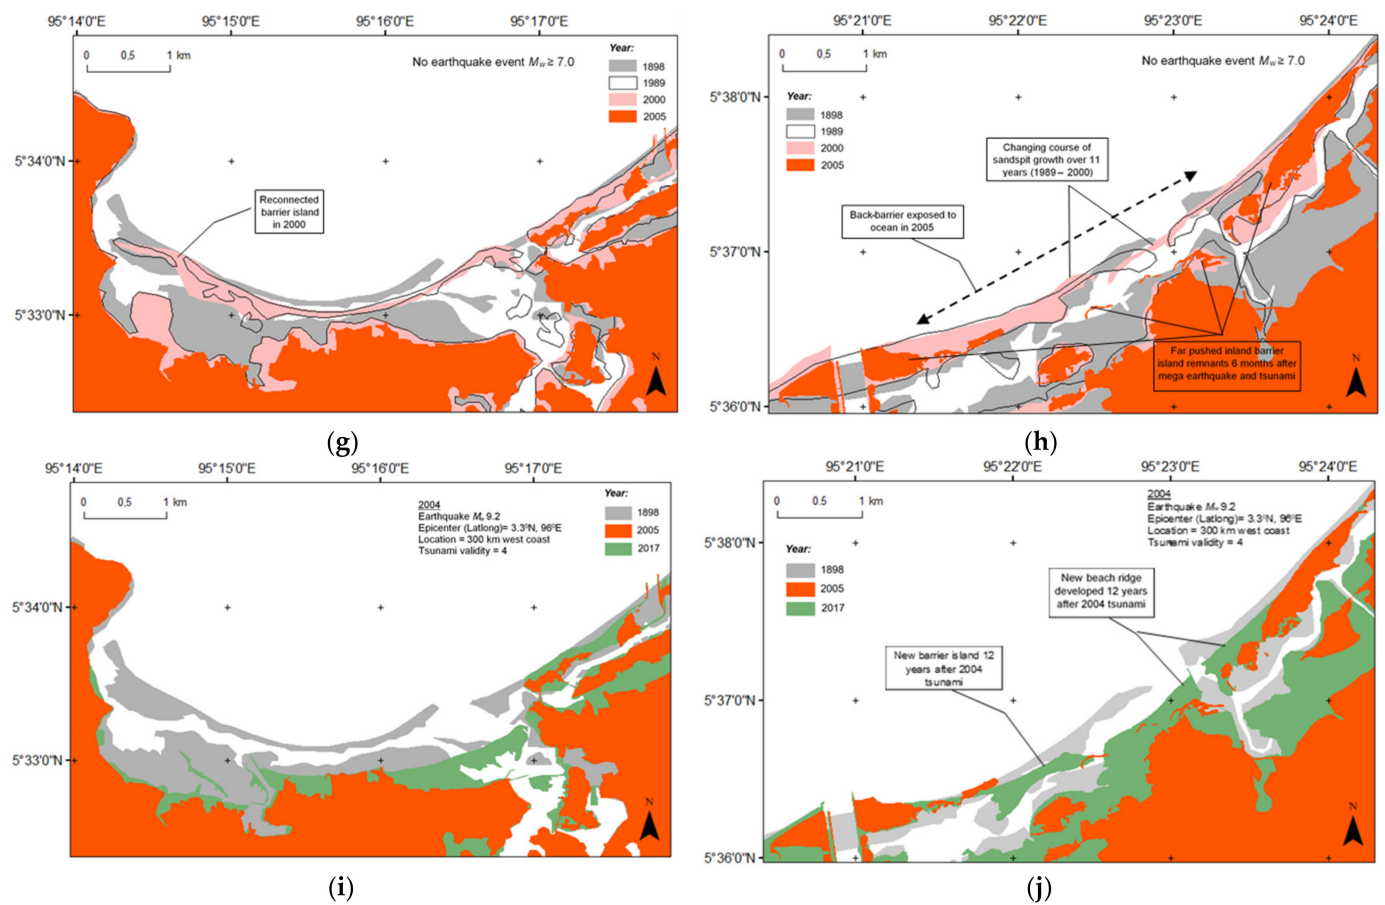 95°14'0"E 95°15'0"E 95°16'0"E 95°17'0"E
0 0,5 1 km
No earthquake event Mw ≥ 7.0
Year:
1898
1989
2000
2005
5°34'0"N
5°33'0"N
Reconnected
barrier island
in 2000
N
(g)
95°21'0"E 95°22'0"E 95°23'0"E 95°24'0"E
0 0,5 1 km
No earthquake event Mw ≥ 7.0
Year:
1898
1989
2000
2005
5°38'0"N
5°37'0"N
5°36'0"N
Changing course of
sandspit growth over 11
years (1989 – 2000)
Back-barrier exposed to
ocean in 2005
Far pushed inland barrier
island remnants 6 months after
mega earthquake and tsunami
N
(h)
95°14'0"E 95°15'0"E 95°16'0"E 95°17'0"E
0 0,5 1 km
2004
Earthquake Mw 9.2
Epicenter (Latlong)= 3.3°N, 96°E
Location = 300 km west coast
Tsunami validity = 4
Year:
1898
2005
2017
5°34'0"N
5°33'0"N
N
(i)
95°21'0"E 95°22'0"E 95°23'0"E 95°24'0"E
0 0.5 1 km
2004
Earthquake Mw 9.2
Epicenter (Latlong)= 3.3°N, 96°E
Location = 300 km west coast
Tsunami validity = 4
Year:
1898
2005
2017
5°38'0"N
5°37'0"N
5°36'0"N
New beach ridge
developed 12 years
after 2004 tsunami
New barrier island 12
years after 2004
tsunami
N
(j)